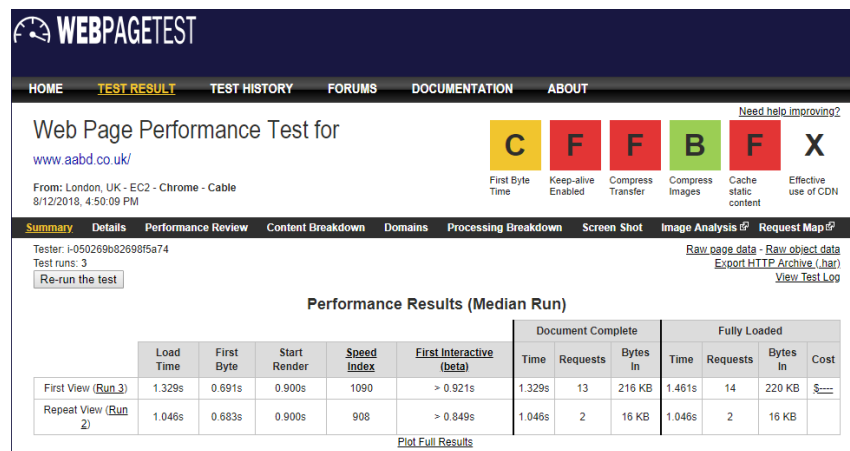 WEBPAGETEST
HOME TEST RESULT TEST HISTORY FORUMS DOCUMENTATION ABOUT
Need help improving?
Web Page Performance Test for
www.aabd.co.uk/
From: London, UK - EC2 - Chrome - Cable
8/12/2018, 4:50:09 PM
C F F B F X
First Byte Time
Keep-alive Enabled
Compress Transfer
Compress Images
Cache static content
Effective use of CDN
Summary Details Performance Review Content Breakdown Domains Processing Breakdown Screen Shot Image Analysis Request Map
Tester: i-050269b82698f5a74
Test runs: 3
Re-run the test
Raw page data - Raw object data
Export HTTP Archive (.har)
View Test Log
Performance Results (Median Run)
Document Complete Fully Loaded
Load Time First Byte Start Render Speed Index First Interactive (beta) Time Requests Bytes In Time Requests Bytes In Cost
First View (Run 3) 1.329s 0.691s 0.900s 1090 > 0.921s 1.329s 13 216 KB 1.461s 14 220 KB $----
Repeat View (Run 2) 1.046s 0.683s 0.900s 908 > 0.849s 1.046s 2 16 KB 1.046s 2 16 KB
Plot Full Results